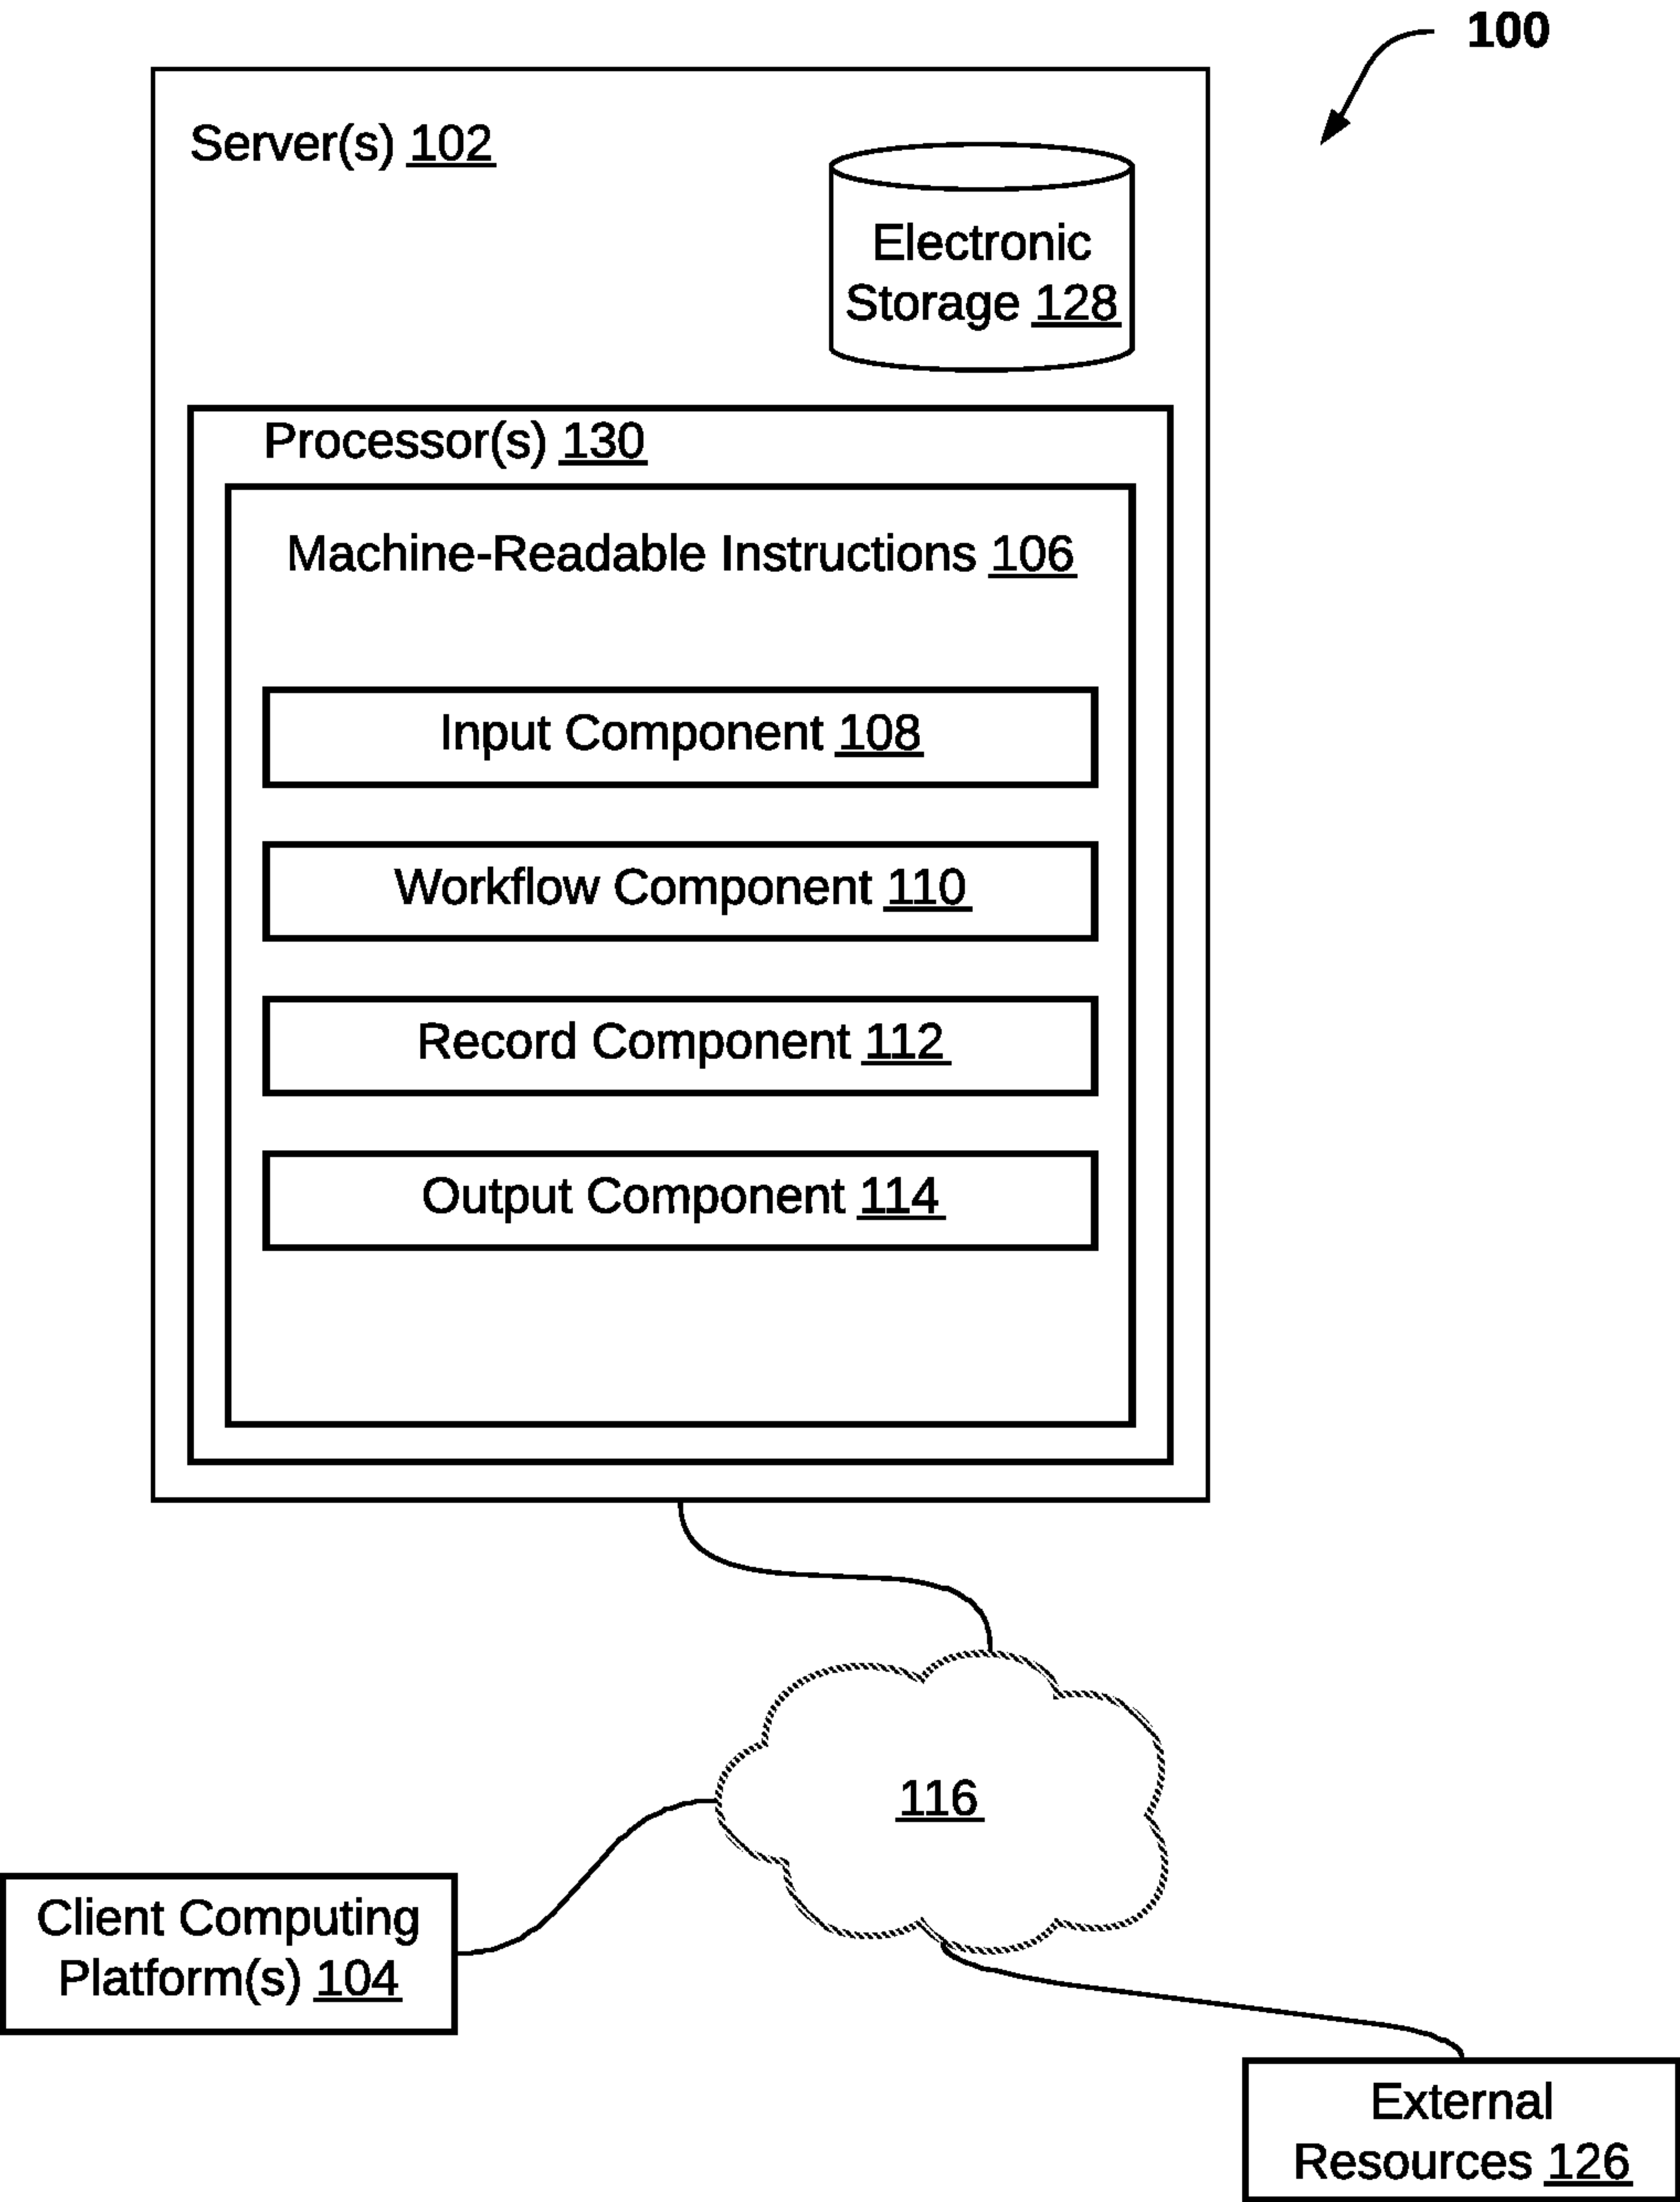 100
Server(s) 102
Electronic
Storage 128
Processor(s) 130
Machine-Readable Instructions 106
Input Component 108
Workflow Component 110
Record Component 112
Output Component 114
116
Client Computing
Platform(s) 104
External
Resources 126